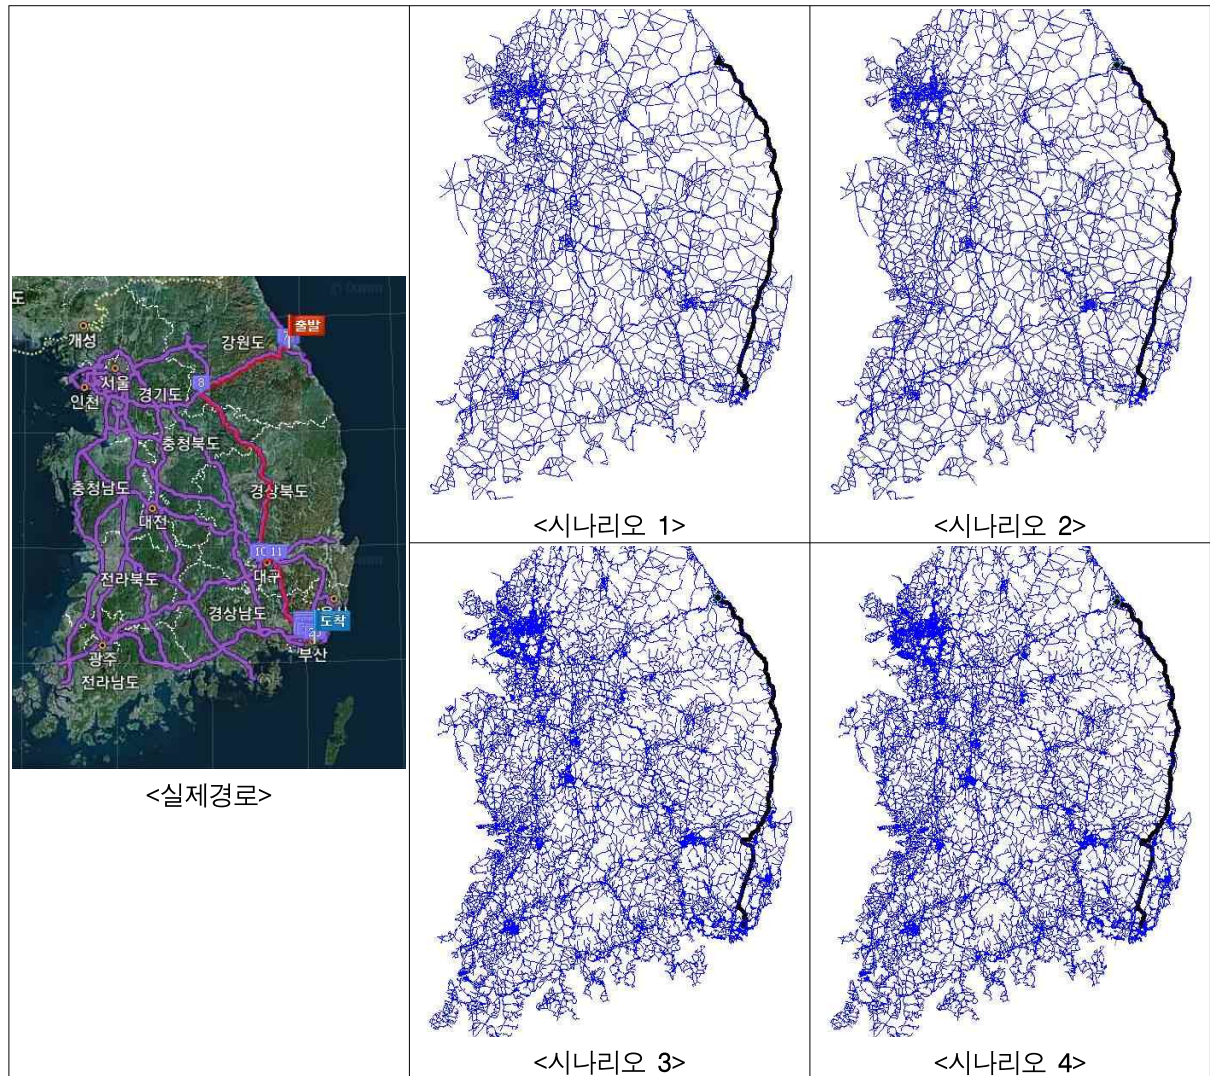 <시나리오 1>
<시나리오 2>
출발
개성
강원도
8
서울
인천
경기도
충청북도
충청남도
경상북도
대전
IC 11
대구
전라북도
경상남도
도착
부산
광주
전라남도
<실제경로>
<시나리오 3>
<시나리오 4>